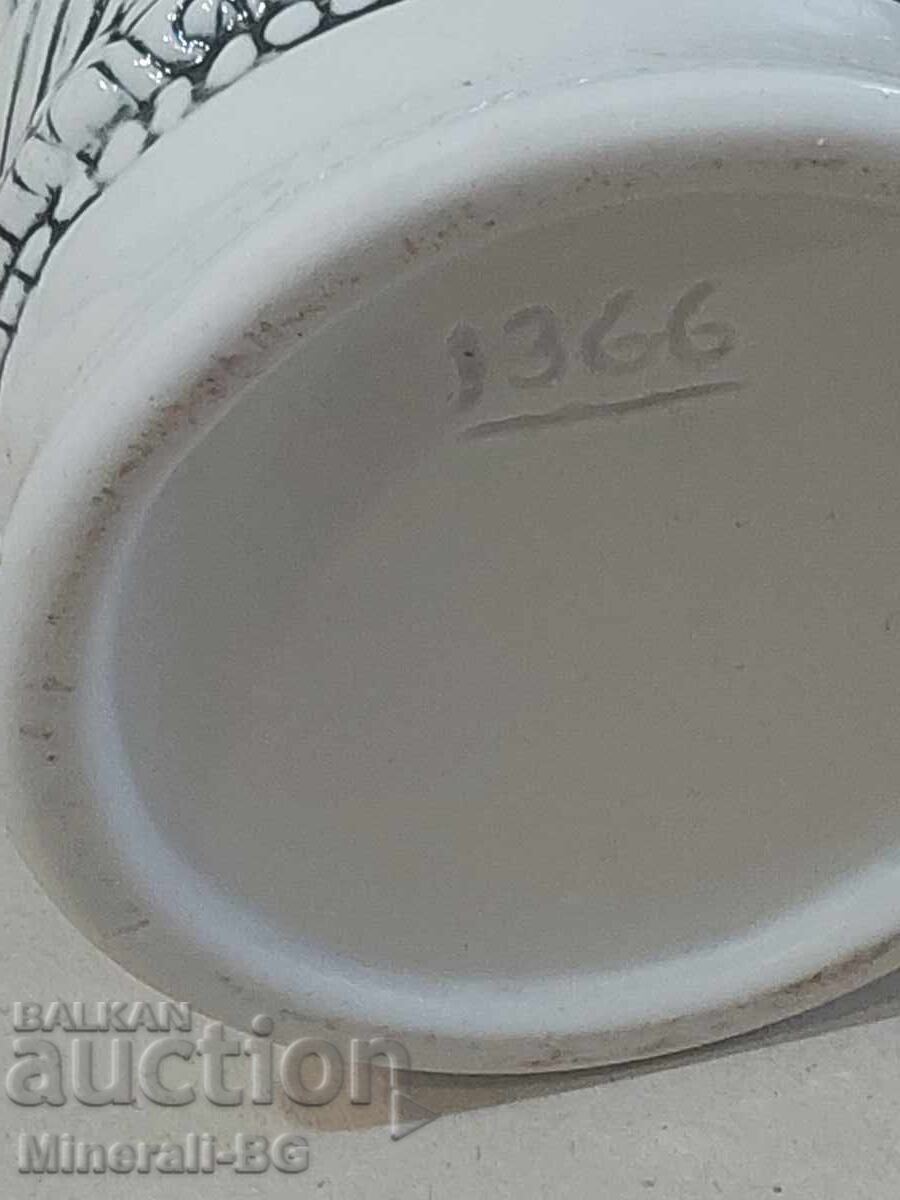 1366
BALKAN
auction
Minerali-BG